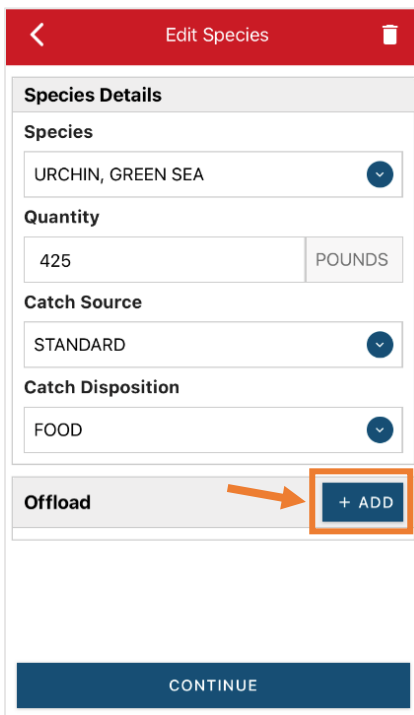 Edit Species
Species Details
Species
URCHIN, GREEN SEA
Quantity
425 POUNDS
Catch Source
STANDARD
Catch Disposition
FOOD
Offload + ADD
CONTINUE